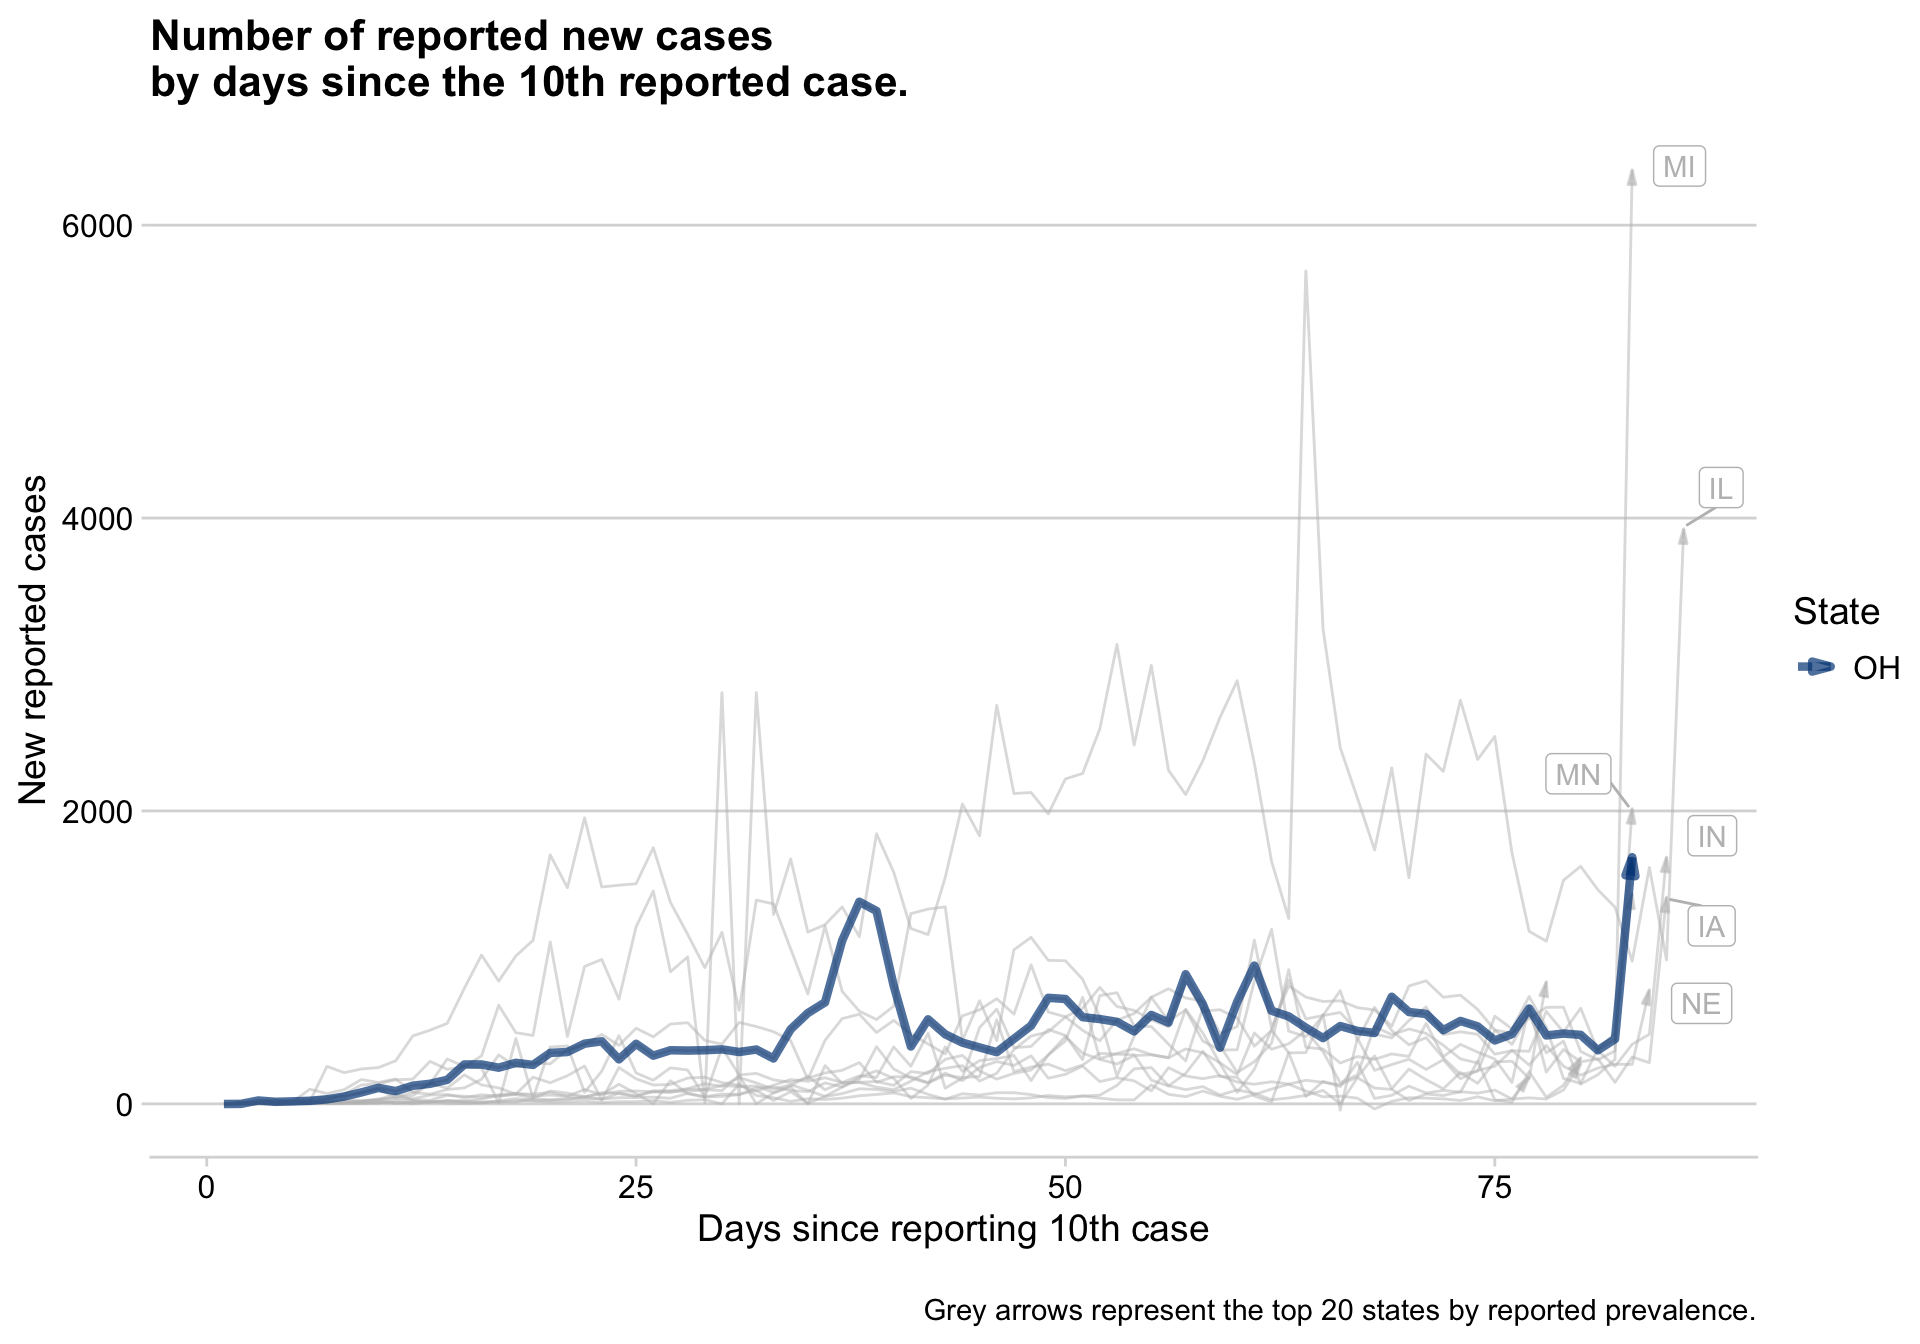 Number of reported new cases
by days since the 10th reported case.
MI
6000
IL
4000
New reported cases
State
OH
MN
2000
IN
IA
NE
0
0
25
50
75
Days since reporting 10th case
Grey arrows represent the top 20 states by reported prevalence.